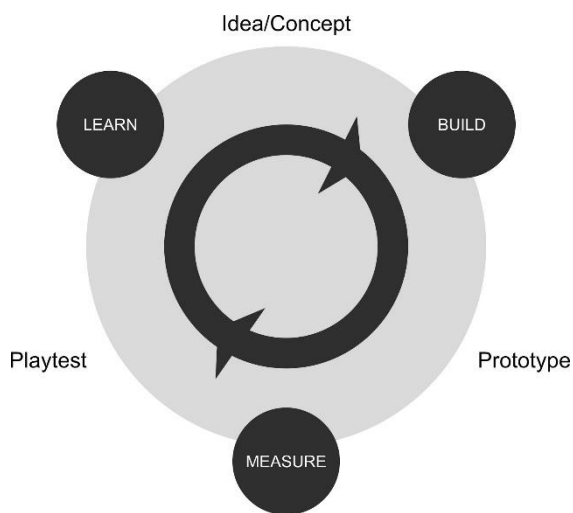 Idea/Concept
LEARN
BUILD
Playtest
Prototype
MEASURE